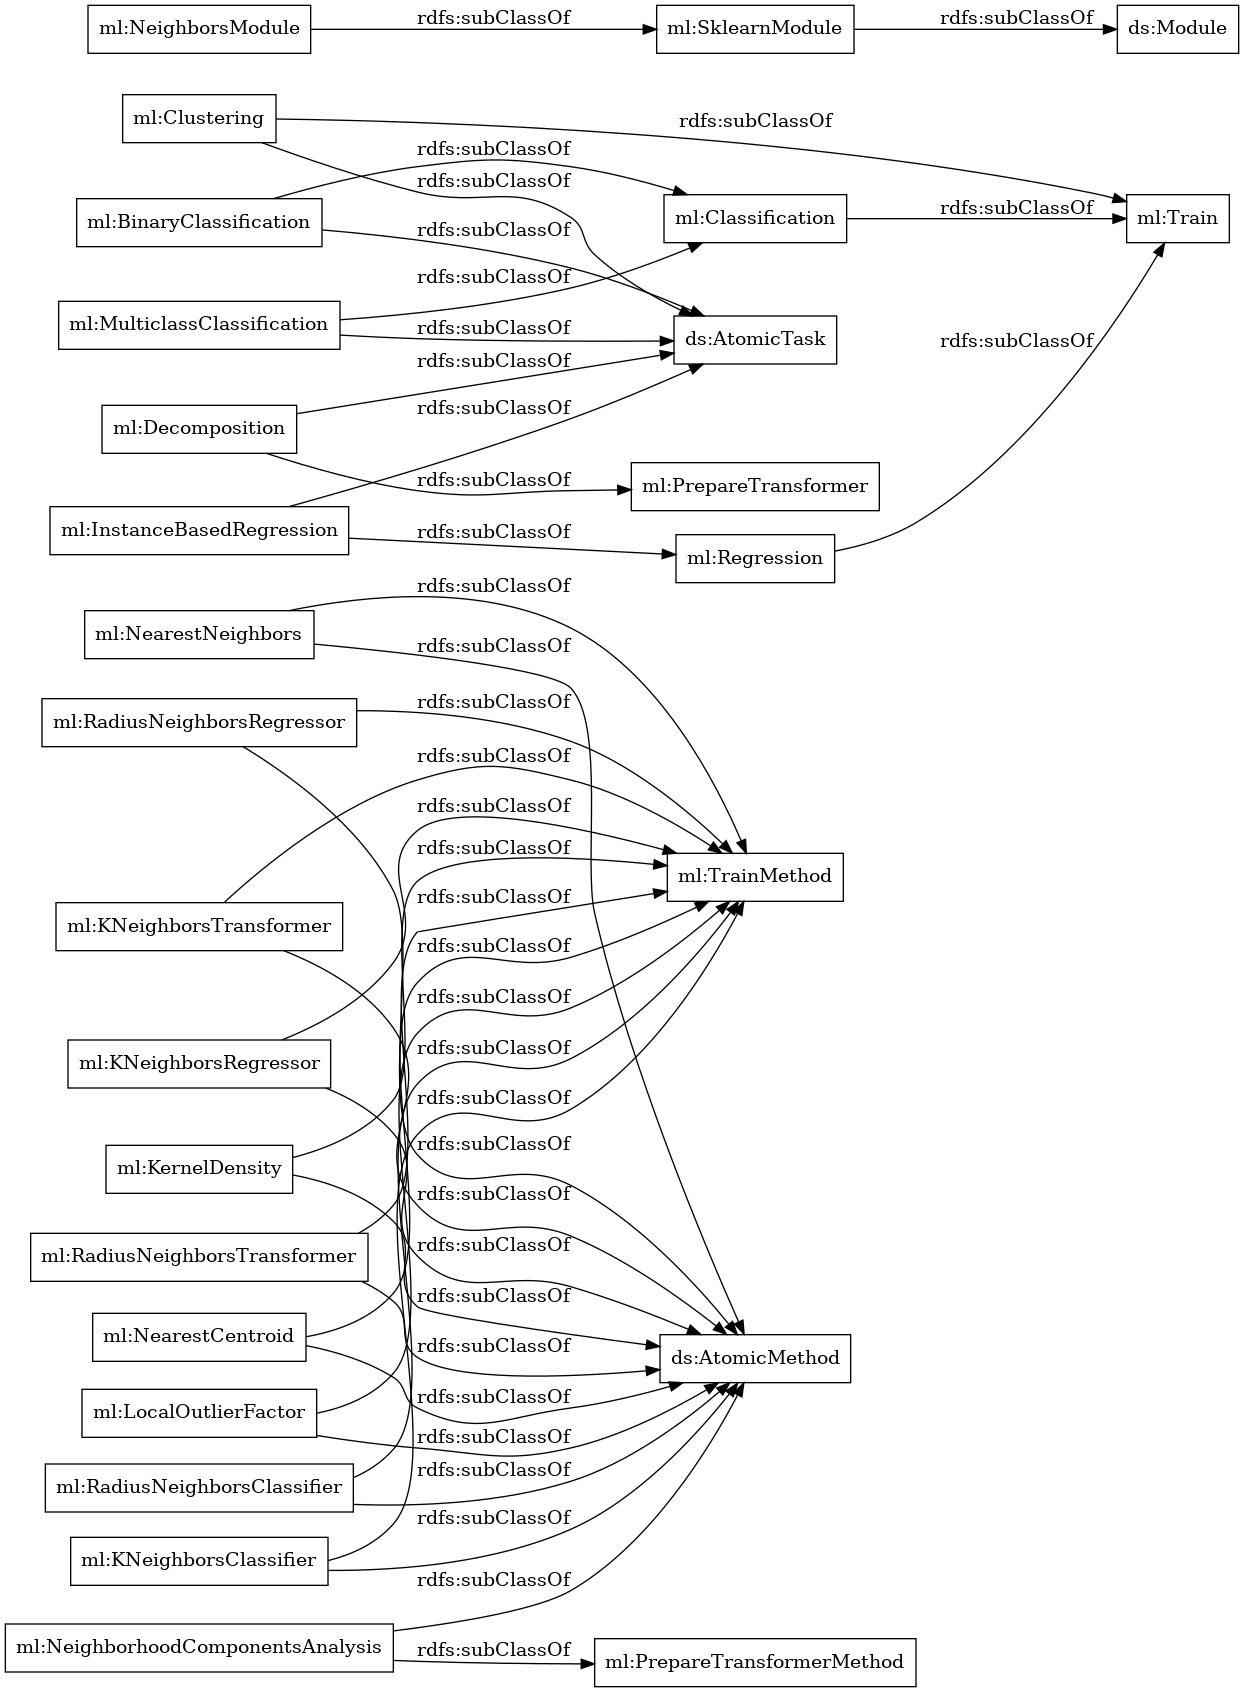 ml:NeighborsModule rdfs:subClassOf ml:SklearnModule rdfs:subClassOf ds:Module
ml:Clustering rdfs:subClassOf
rdfs:subClassOf
rdfs:subClassOf
ml:BinaryClassification ml:Classification rdfs:subClassOf ml:Train
rdfs:subClassOf
rdfs:subClassOf
ml:MulticlassClassification rdfs:subClassOf ds:AtomicTask rdfs:subClassOf
rdfs:subClassOf
rdfs:subClassOf
ml:Decomposition
rdfs:subClassOf ml:PrepareTransformer
ml:InstanceBasedRegression rdfs:subClassOf ml:Regression
rdfs:subClassOf
ml:NearestNeighbors
rdfs:subClassOf
rdfs:subClassOf
ml:RadiusNeighborsRegressor
rdfs:subClassOf
rdfs:subClassOf
rdfs:subClassOf
ml:TrainMethod
rdfs:subClassOf
ml:KNeighborsTransformer
rdfs:subClassOf
rdfs:subClassOf
rdfs:subClassOf
ml:KNeighborsRegressor
rdfs:subClassOf
rdfs:subClassOf
ml:KernelDensity
rdfs:subClassOf
rdfs:subClassOf
ml:RadiusNeighborsTransformer
rdfs:subClassOf
ml:NearestCentroid rdfs:subClassOf
ds:AtomicMethod
rdfs:subClassOf
ml:LocalOutlierFactor
rdfs:subClassOf
rdfs:subClassOf
ml:RadiusNeighborsClassifier
rdfs:subClassOf
ml:KNeighborsClassifier
rdfs:subClassOf
ml:NeighborhoodComponentsAnalysis rdfs:subClassOf ml:PrepareTransformerMethod